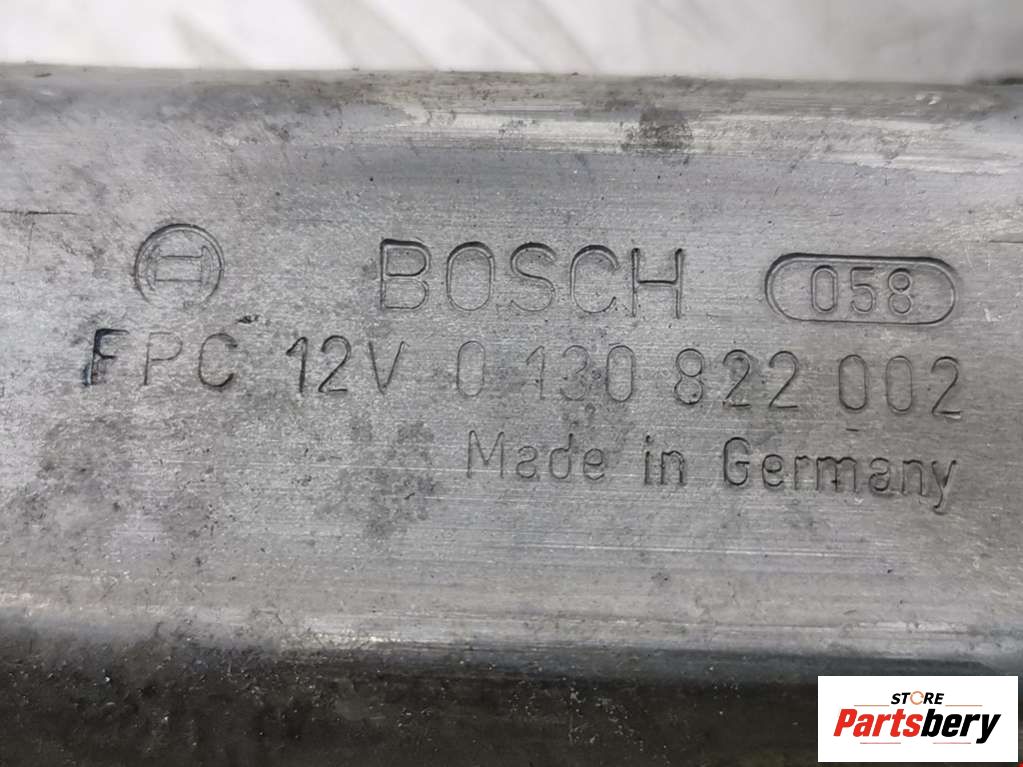 BOSCH 058
FPC 12V 0 130 822 002
Made in Germany
STORE
Partsbery